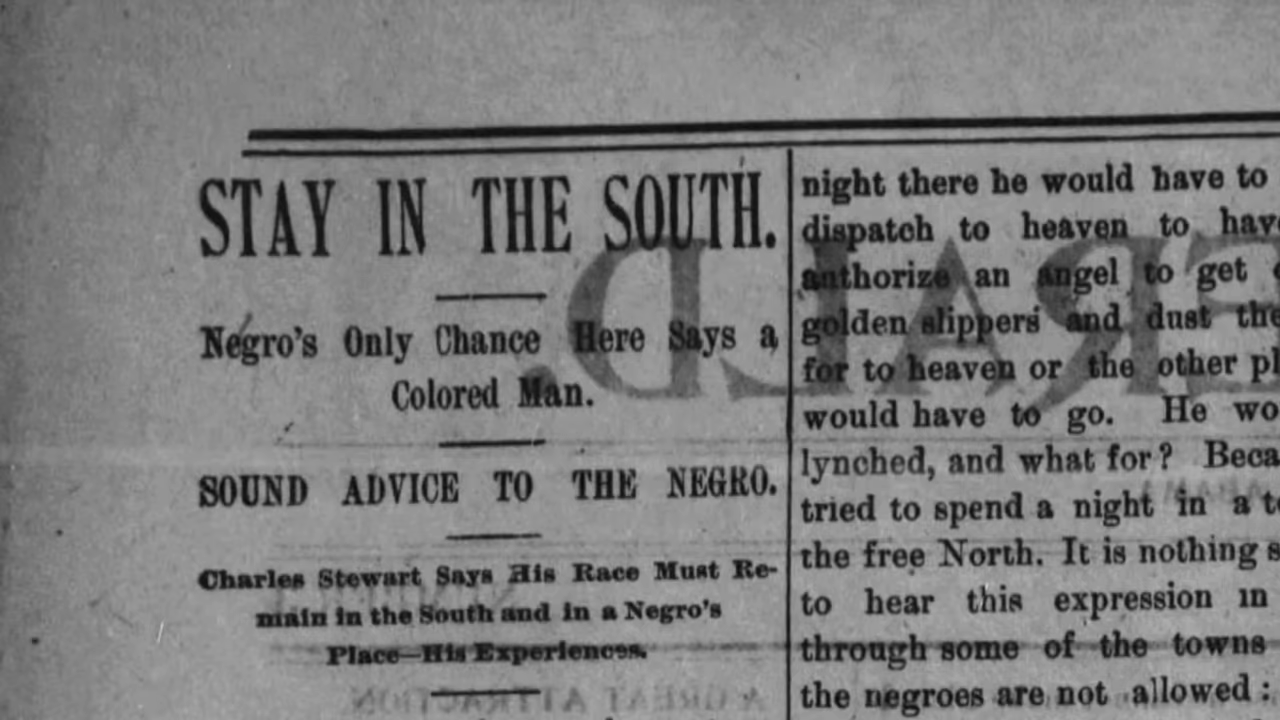 STAY IN THE SOUTH.
Negro's Only Chance Here Says a
Colored Man.
SOUND ADVICE TO THE NEGRO.
Charles Stewart Says His Race Must Re-
main in the South and in a Negro's
Place—His Experiences.
night there he would have to
dispatch to heaven to hav
authorize an angel to get
golden slippers and dust the
for to heaven or the other pl
would have to go. He wo
lynched, and what for? Beca
tried to spend a night in a t
the free North. It is nothing s
to hear this expression in
through some of the towns
the negroes are not allowed: